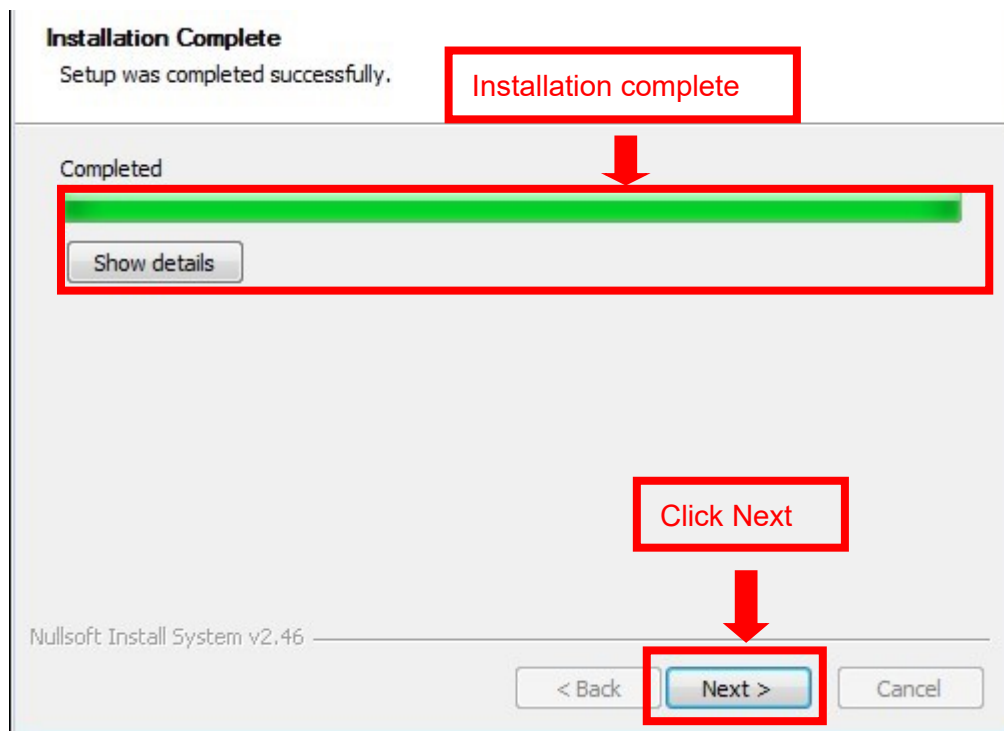 Installation Complete
Setup was completed successfully.
Installation complete
Completed
Show details
Click Next
Nullsoft Install System v2.46
< Back
Next >
Cancel